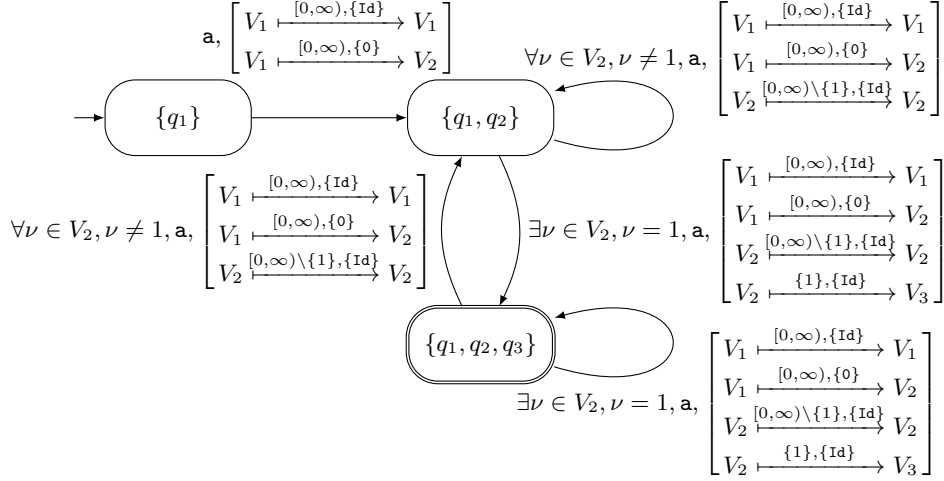 a, [ V₁ ⟼ [0,∞),{Id} V₁
V₁ ⟼ [0,∞),{0} V₂ ]
{q₁}
{q₁, q₂}
∀ν ∈ V₂, ν ≠ 1, a, [ V₁ ⟼ [0,∞),{Id} V₁
V₁ ⟼ [0,∞),{0} V₂
V₂ ⟼ [0,∞)\{1},{Id} V₂ ]
∀ν ∈ V₂, ν ≠ 1, a, [ V₁ ⟼ [0,∞),{Id} V₁
V₁ ⟼ [0,∞),{0} V₂
V₂ ⟼ [0,∞)\{1},{Id} V₂ ]
∃ν ∈ V₂, ν = 1, a, [ V₁ ⟼ [0,∞),{Id} V₁
V₁ ⟼ [0,∞),{0} V₂
V₂ ⟼ [0,∞)\{1},{Id} V₂
V₂ ⟼ {1},{Id} V₃ ]
{q₁, q₂, q₃}
∃ν ∈ V₂, ν = 1, a, [ V₁ ⟼ [0,∞),{Id} V₁
V₁ ⟼ [0,∞),{0} V₂
V₂ ⟼ [0,∞)\{1},{Id} V₂
V₂ ⟼ {1},{Id} V₃ ]